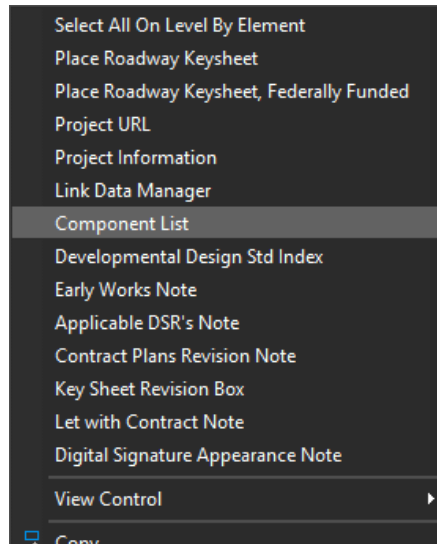 Select All On Level By Element
Place Roadway Keysheet
Place Roadway Keysheet, Federally Funded
Project URL
Project Information
Link Data Manager
Component List
Developmental Design Std Index
Early Works Note
Applicable DSR's Note
Contract Plans Revision Note
Key Sheet Revision Box
Let with Contract Note
Digital Signature Appearance Note
View Control
Copy